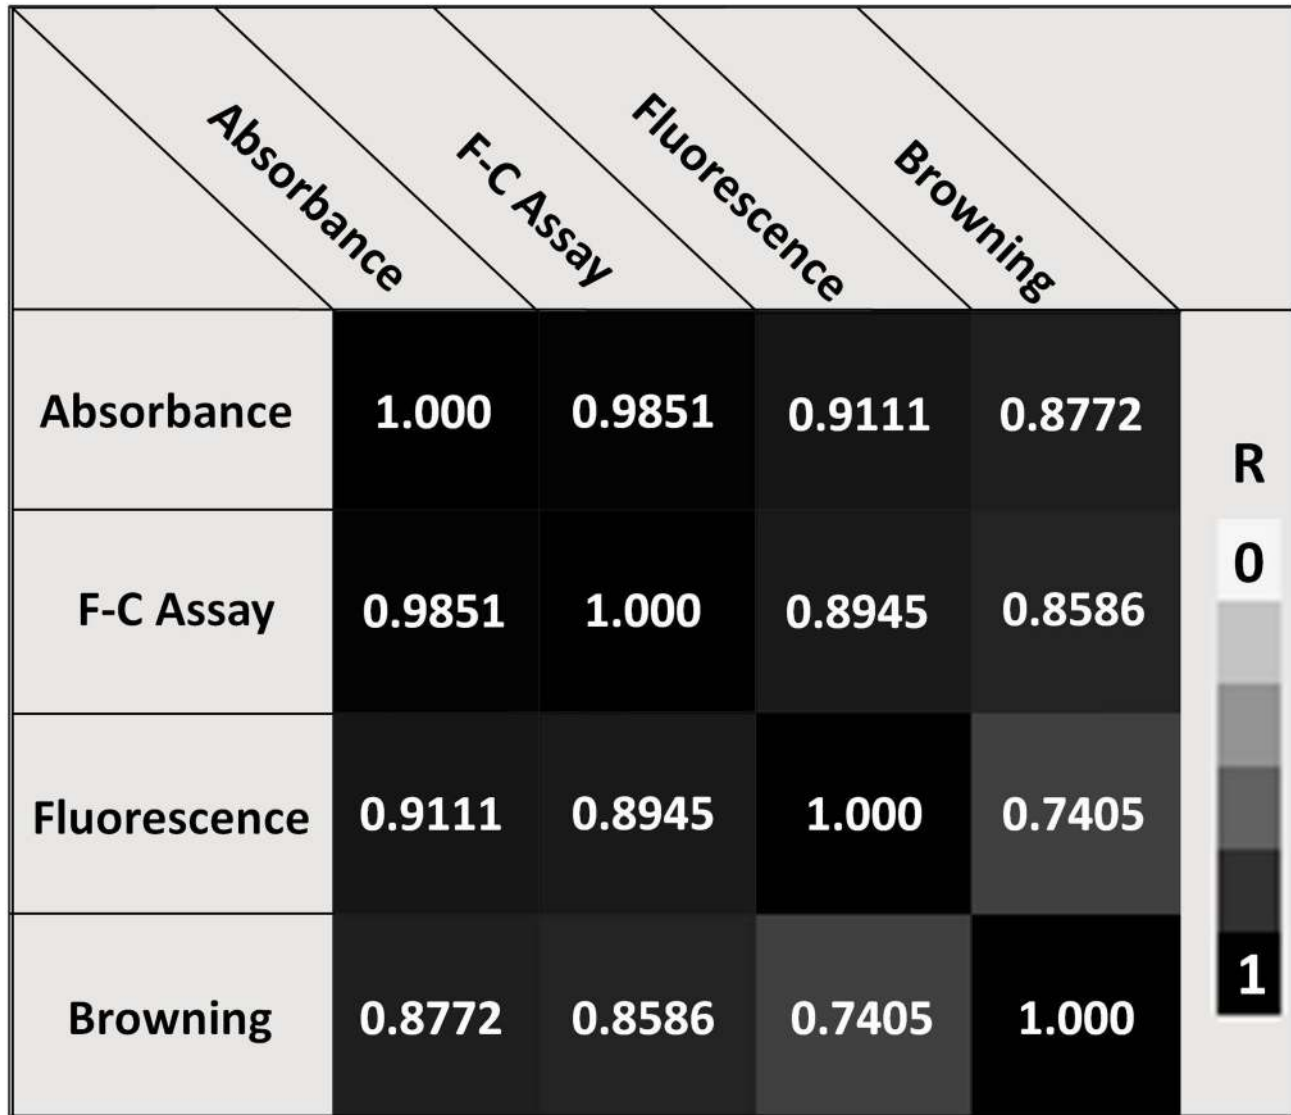 Absorbance
F-C Assay
Fluorescence
Browning
Absorbance 1.000 0.9851 0.9111 0.8772
R
0
F-C Assay 0.9851 1.000 0.8945 0.8586
Fluorescence 0.9111 0.8945 1.000 0.7405
Browning 0.8772 0.8586 0.7405 1.000
1